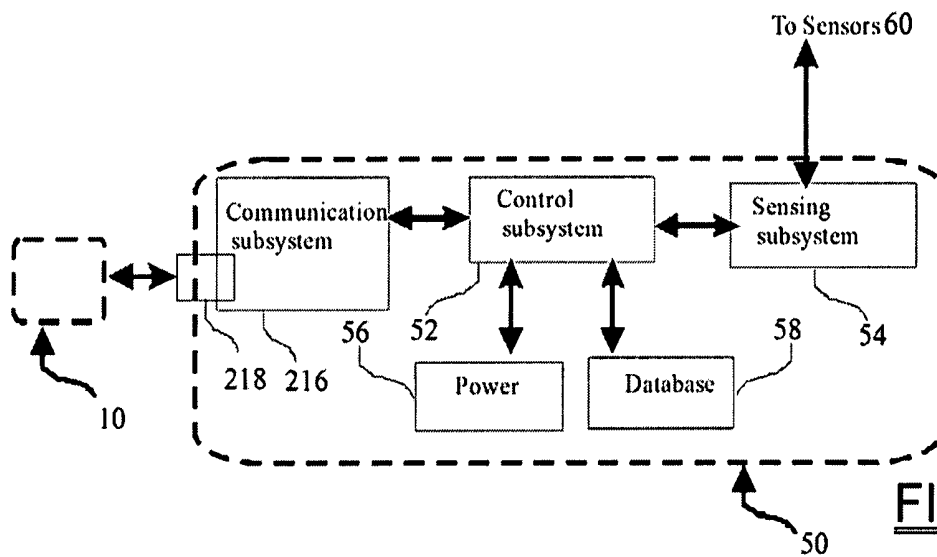 To Sensors 60
Communication
subsystem
Control
subsystem
Sensing
subsystem
56
52
58
54
218
216
Power
Database
10
50
FI